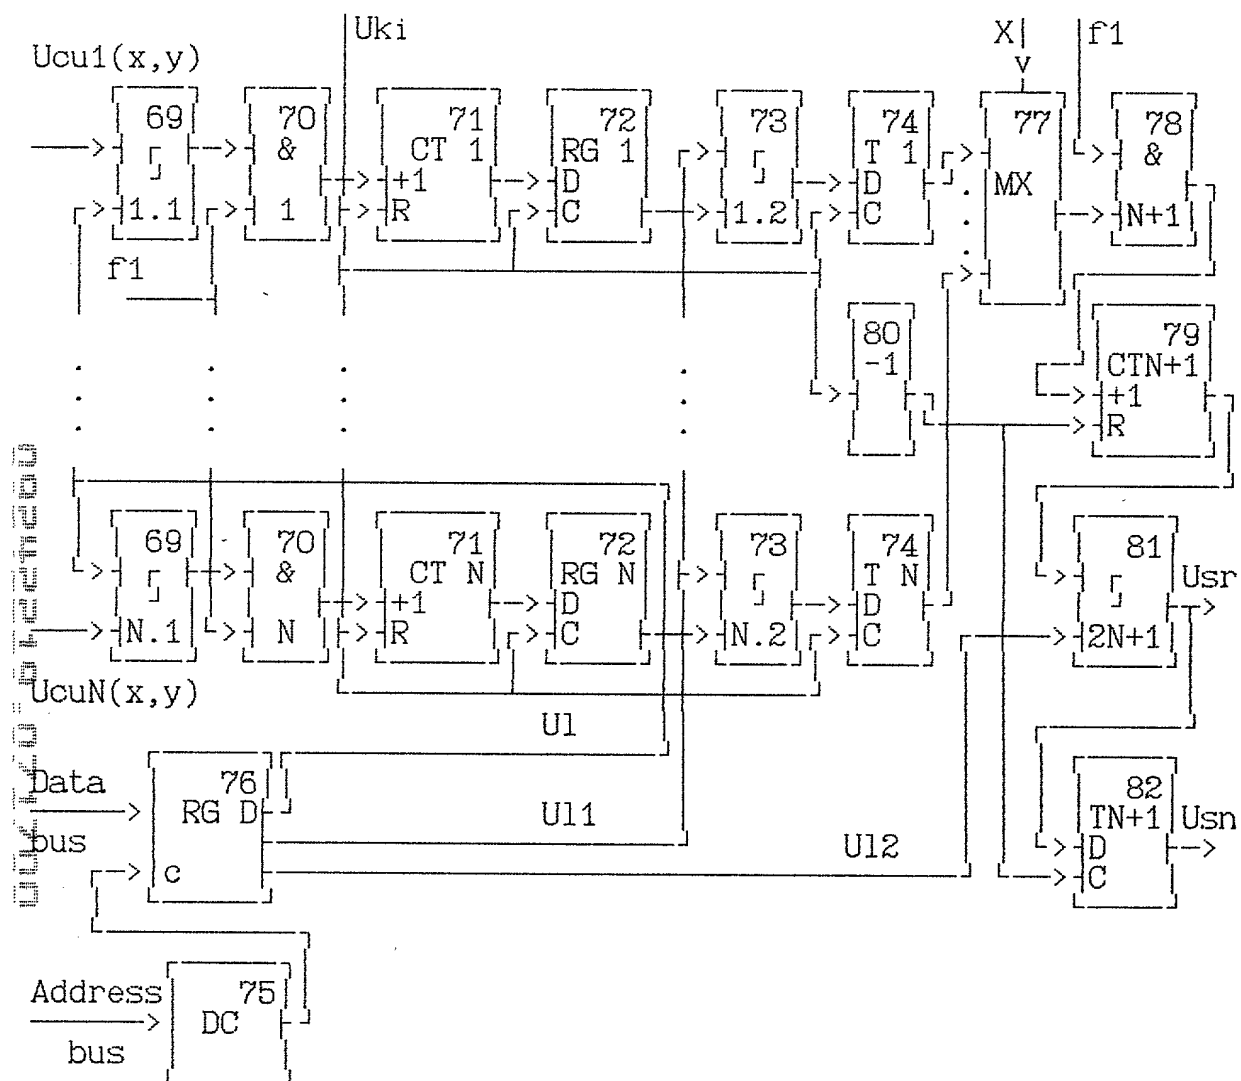 Uki
X
f1
Ucu1(x,y)
v
69 70 71 72 73 74 77 78
& CT 1 RG 1 T 1 &
+1 D D MX
1.1 1 R C 1.2 C N+1
f1
80 79
-1 CTN+1
+1
R
69 70 71 72 73 74 81
& CT N RG N T N Usr
+1 D D
N.1 N R C N.2 C 2N+1
UcuN(x,y)
Ul
76 82
Data RG D Ul1 TN+1 Usn
bus Ul2 D
c C
Address 75
DC
bus